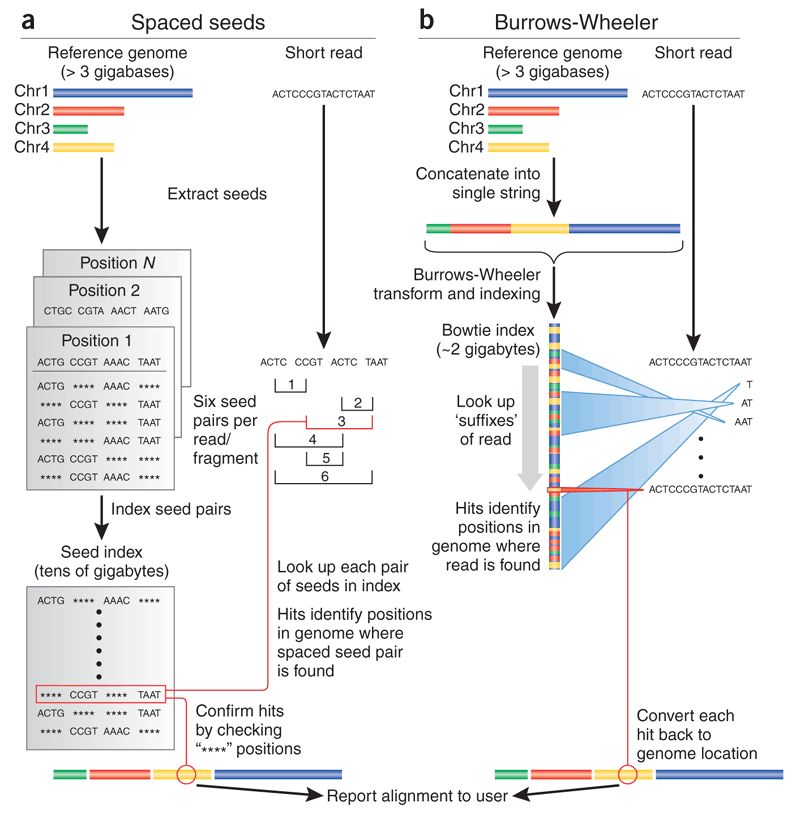 a
Spaced seeds
Reference genome
(> 3 gigabases)
Short read
Chr1
Chr2
Chr3
Chr4
ACTCCCGTACTCTAAT
Extract seeds
Position N
Position 2
CTGC CGTA AACT AATG
Position 1
ACTG CCGT AAAC TAAT
ACTG **** AAAC ****
**** CCGT **** TAAT
ACTG **** **** TAAT
**** **** AAAC TAAT
ACTG CCGT **** ****
**** CCGT AAAC ****
Six seed
pairs per
read/
fragment
ACTC CCGT ACTC TAAT
1
2
3
4
5
6
Index seed pairs
Seed index
(tens of gigabytes)
ACTG **** AAAC ****
**** CCGT **** TAAT
ACTG **** **** TAAT
**** CCGT AAAC ****
Look up each pair
of seeds in index
Hits identify positions
in genome where
spaced seed pair
is found
Confirm hits
by checking
“****” positions
b
Burrows-Wheeler
Reference genome
(> 3 gigabases)
Short read
Chr1
Chr2
Chr3
Chr4
ACTCCCGTACTCTAAT
Concatenate into
single string
Burrows-Wheeler
transform and indexing
Bowtie index
(~2 gigabytes)
ACTCCCGTACTCTAAT
T
AT
AAT
Look up
‘suffixes’
of read
ACTCCCGTACTCTAAT
Hits identify
positions in
genome where
read is found
Convert each
hit back to
genome location
Report alignment to user